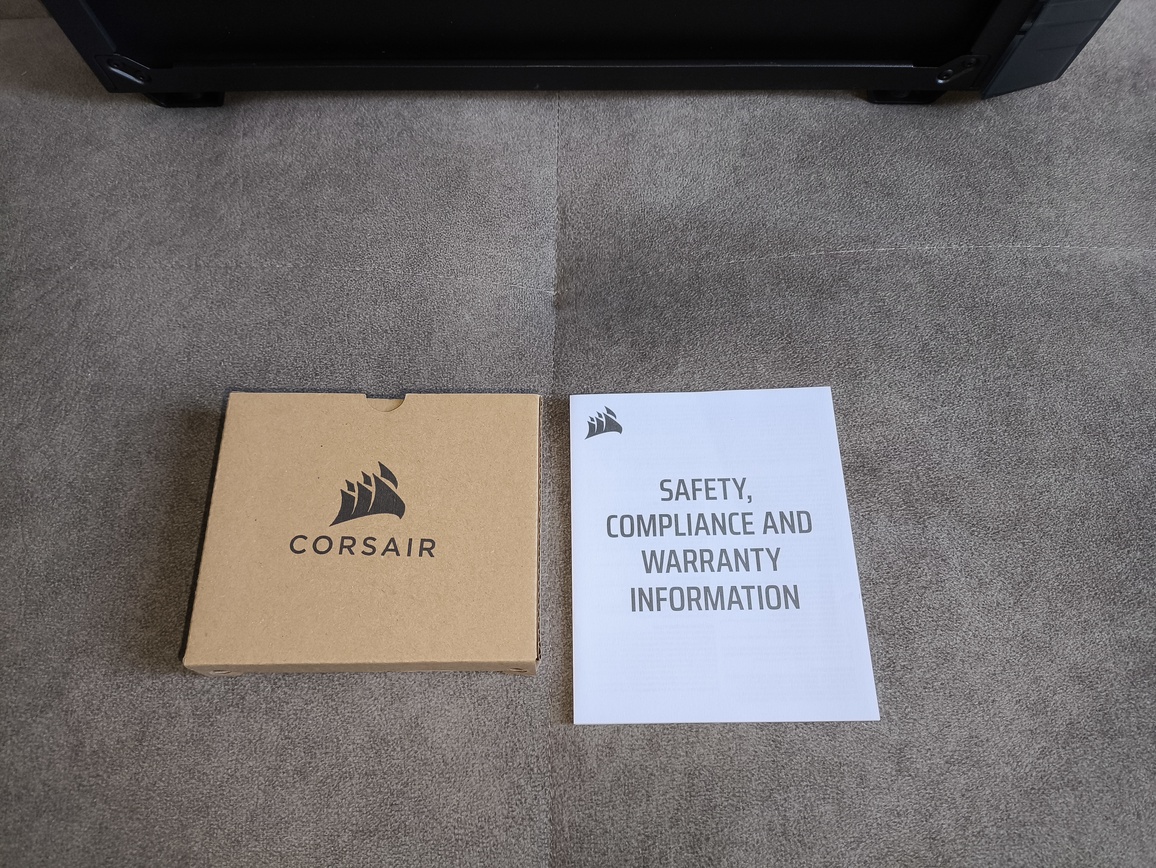 CORSAIR
SAFETY,
COMPLIANCE AND
WARRANTY
INFORMATION